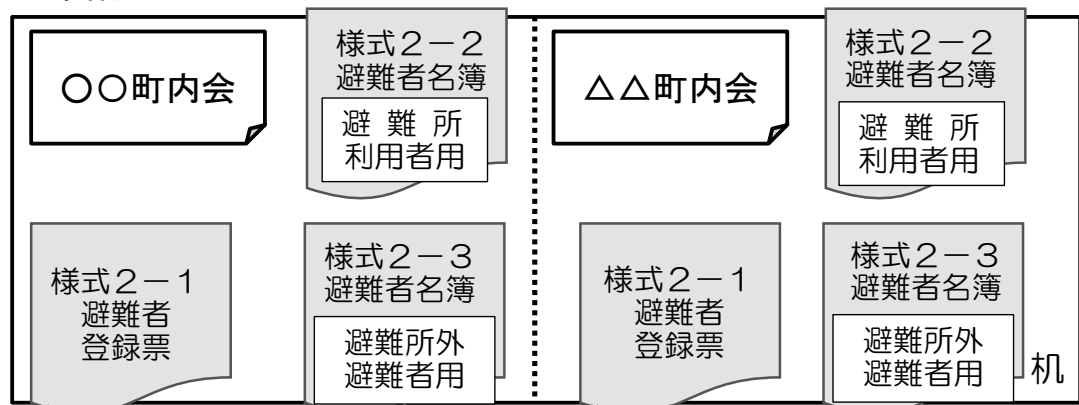 〇〇町内会
様式２－２
避難者名簿
避難所
利用者用
様式２－１
避難者
登録票
様式２－３
避難者名簿
避難所外
避難者用
△△町内会
様式２－２
避難者名簿
避難所
利用者用
様式２－１
避難者
登録票
様式２－３
避難者名簿
避難所外
避難者用
机